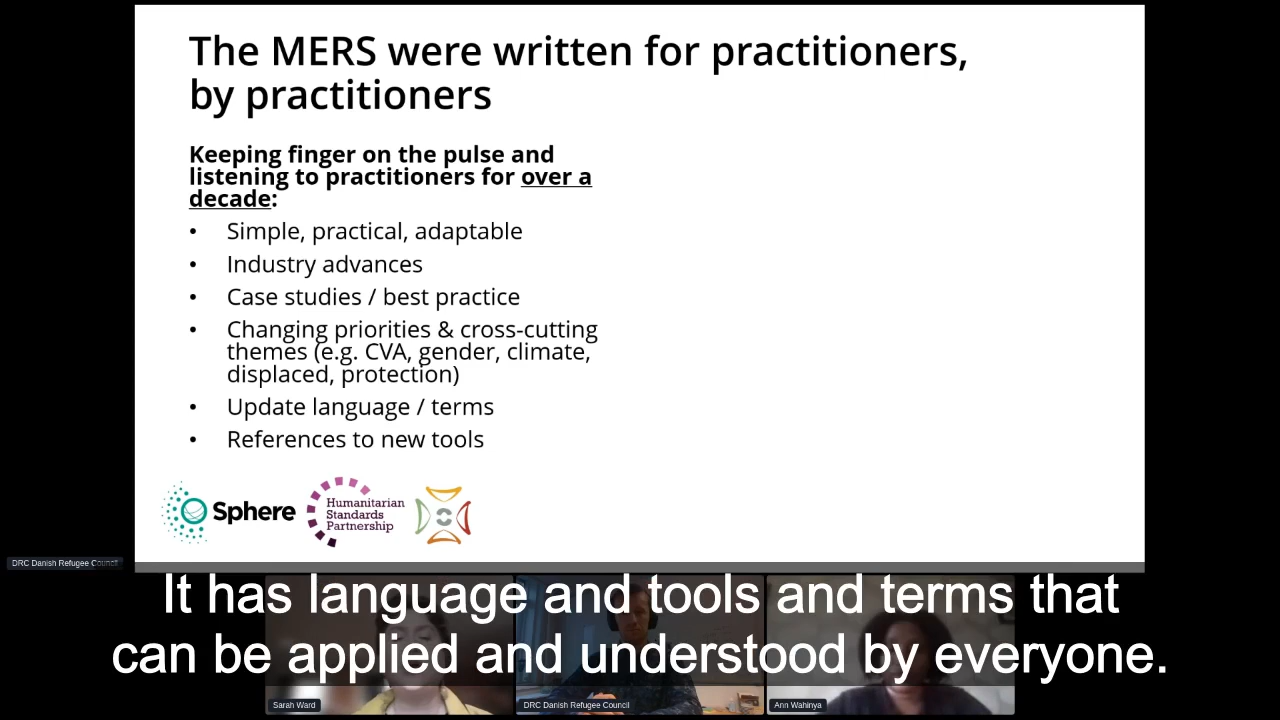 The MERS were written for practitioners,
by practitioners
Keeping finger on the pulse and
listening to practitioners for over a
decade:
• Simple, practical, adaptable
• Industry advances
• Case studies / best practice
• Changing priorities & cross-cutting
themes (e.g. CVA, gender, climate,
displaced, protection)
• Update language / terms
• References to new tools
Sphere
Humanitarian
Standards
Partnership
DRC Danish Refugee Council
It has language and tools and terms that
can be applied and understood by everyone.
Sarah Ward
DRC Danish Refugee Council
Ann Wahinya